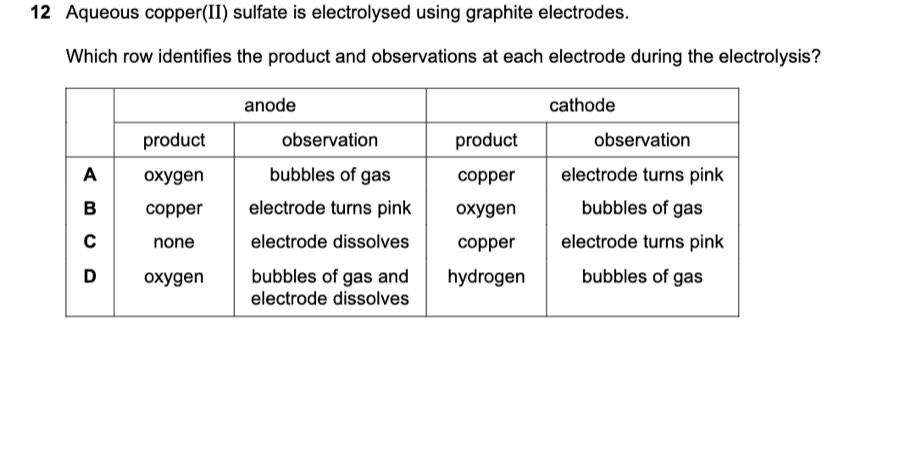 12 Aqueous copper(II) sulfate is electrolysed using graphite electrodes.
Which row identifies the product and observations at each electrode during the electrolysis?
anode cathode
product observation product observation
A oxygen bubbles of gas copper electrode turns pink
B copper electrode turns pink oxygen bubbles of gas
C none electrode dissolves copper electrode turns pink
D oxygen bubbles of gas and hydrogen bubbles of gas
electrode dissolves